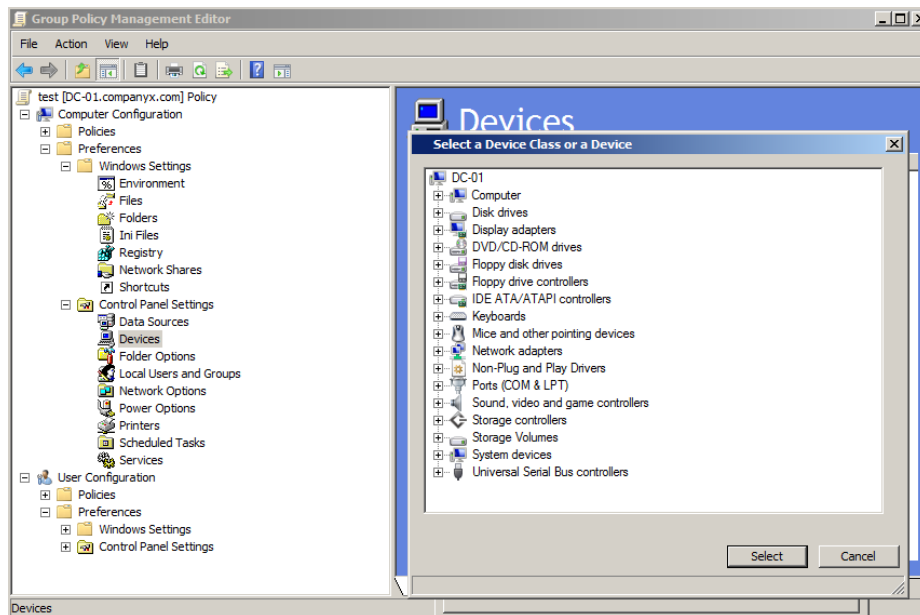 Group Policy Management Editor
File Action View Help
test [DC-01.companyx.com] Policy
Computer Configuration
Policies
Preferences
Windows Settings
Environment
Files
Folders
Ini Files
Registry
Network Shares
Shortcuts
Control Panel Settings
Data Sources
Devices
Folder Options
Local Users and Groups
Network Options
Power Options
Printers
Scheduled Tasks
Services
User Configuration
Policies
Preferences
Windows Settings
Control Panel Settings
Devices
Select a Device Class or a Device
DC-01
Computer
Disk drives
Display adapters
DVD/CD-ROM drives
Floppy disk drives
Floppy drive controllers
IDE ATA/ATAPI controllers
Keyboards
Mice and other pointing devices
Network adapters
Non-Plug and Play Drivers
Ports (COM & LPT)
Sound, video and game controllers
Storage controllers
Storage Volumes
System devices
Universal Serial Bus controllers
Select Cancel
Devices